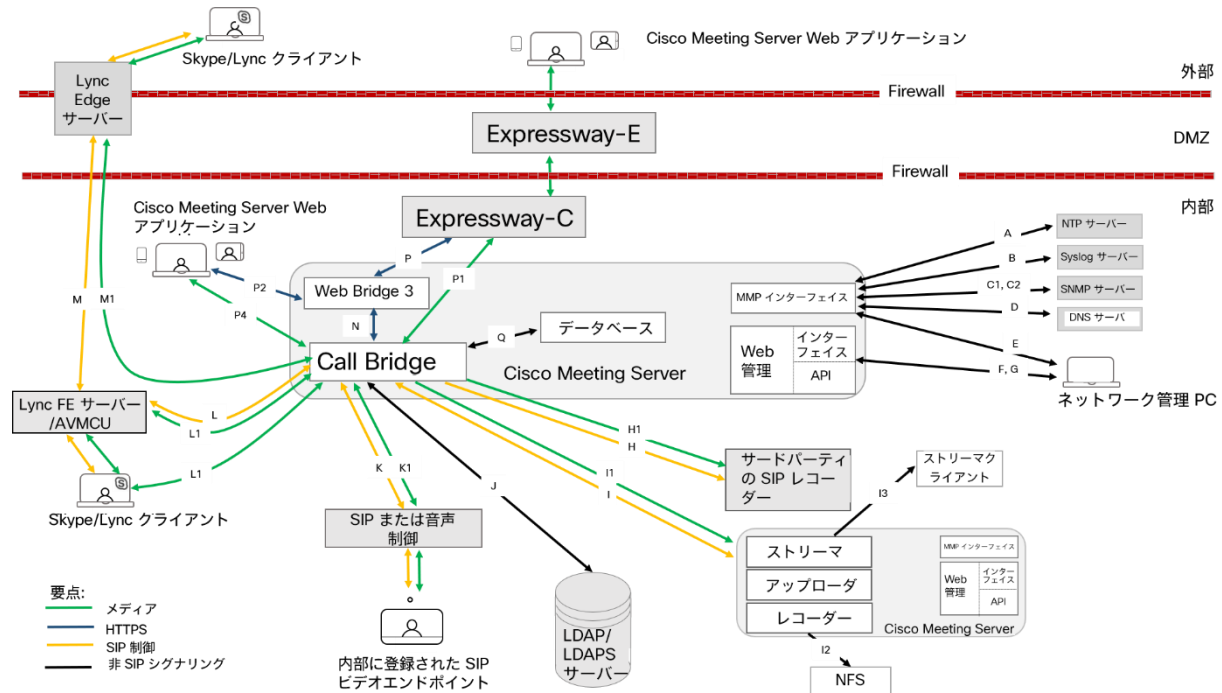 Skype/Lync クライアント
Cisco Meeting Server Web アプリケーション
外部
Lync
Edge
サーバー
Firewall
Expressway-E
DMZ
Firewall
内部
Cisco Meeting Server Web
アプリケーション
Expressway-C
A
NTP サーバー
B
Syslog サーバー
C1, C2
SNMP サーバー
D
DNS サーバ
P
P1
P2
P4
Web Bridge 3
MMP インターフェイス
M
M1
N
Q
データベース
Call Bridge
Cisco Meeting Server
Web
管理
インター
フェイス
API
E
F, G
ネットワーク管理 PC
Lync FE サーバー
/AVMCU
L
L1
L1
S
Skype/Lync クライアント
K
K1
J
H1
H
I1
I
サードパーティ
の SIP レコー
ダー
I3
ストリーマク
ライアント
SIP または音声
制御
ストリーマ
アップローダ
レコーダー
MMP インターフェイス
Web
管理
インター
フェイス
API
Cisco Meeting Server
I2
NFS
LDAP/
LDAPS
サーバー
内部に登録された SIP
ビデオエンドポイント
要点:
メディア
HTTPS
SIP 制御
非 SIP シグナリング